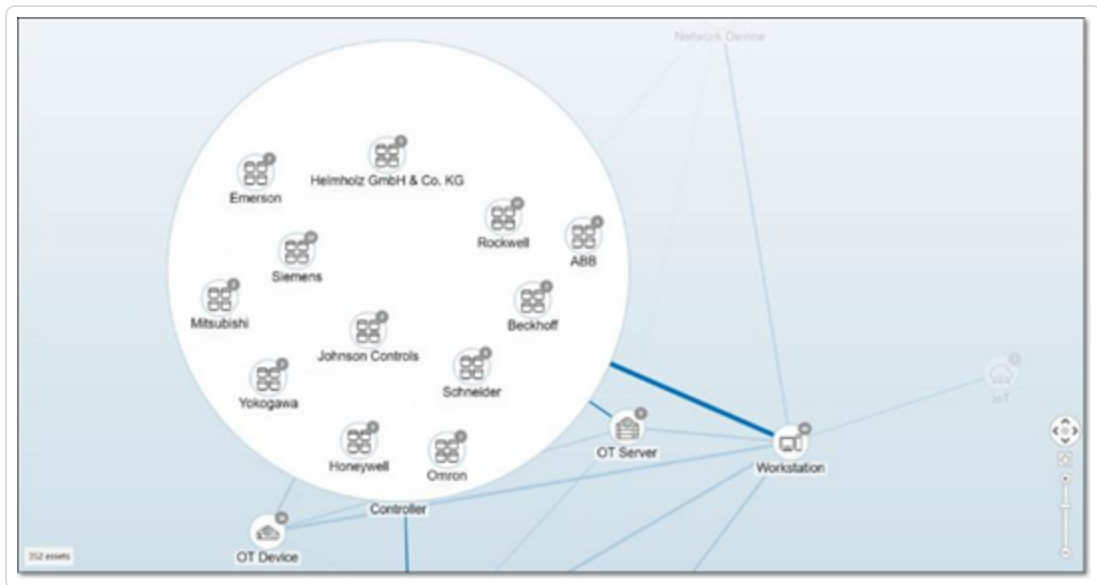 Network Device
Helmholz GmbH & Co. KG
Emerson
Rockwell
ABB
Siemens
Mitsubishi
Beckhoff
Johnson Controls
Schneider
Yokogawa
IoT
Honeywell
Omron
OT Server
Workstation
Controller
OT Device
352 assets